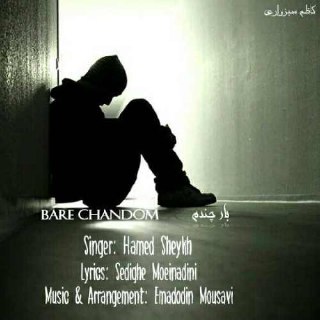 کاظم سبزواری
BARE CHANDOM بار چندم
Singer: Hamed Sheykh
Lyrics: Sedighe Moeinadini
Music & Arrangement: Emadodin Mousavi